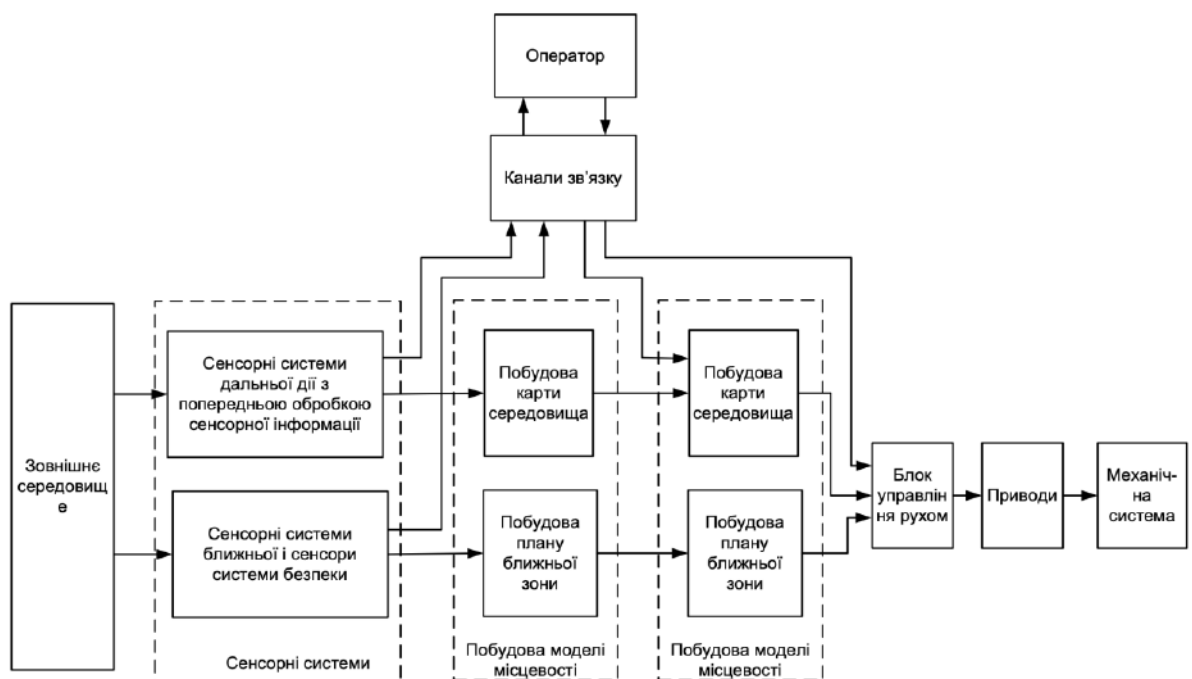 Оператор
Канали зв’язку
Зовнішнє
середовищ
е
Сенсорні системи
дальньої дії з
попередньою обробкою
сенсорної інформації
Сенсорні системи
ближньої і сенсори
системи безпеки
Сенсорні системи
Побудова
карти
середовища
Побудова
плану
ближньої
зони
Побудова моделі
місцевості
Побудова
карти
середовища
Побудова
плану
ближньої
зони
Побудова моделі
місцевості
Блок
управлін
ня рухом
Приводи
Механіч-
на
система